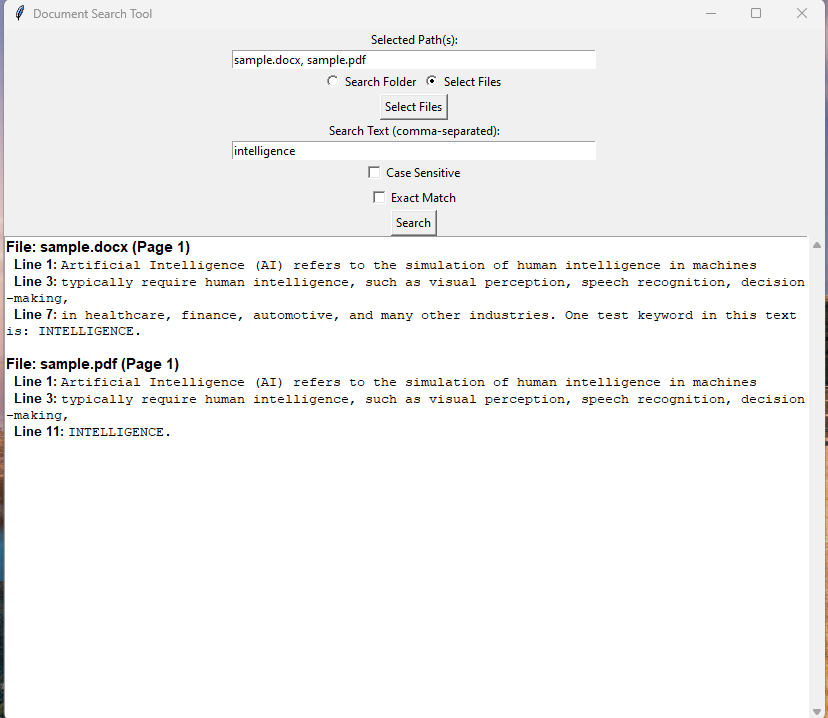 Document Search Tool
Selected Path(s):
sample.docx, sample.pdf
Search Folder Select Files
Select Files
Search Text (comma-separated):
intelligence
Case Sensitive
Exact Match
Search
File: sample.docx (Page 1)
Line 1: Artificial Intelligence (AI) refers to the simulation of human intelligence in machines
Line 3: typically require human intelligence, such as visual perception, speech recognition, decision
-making,
Line 7: in healthcare, finance, automotive, and many other industries. One test keyword in this text
is: INTELLIGENCE.
File: sample.pdf (Page 1)
Line 1: Artificial Intelligence (AI) refers to the simulation of human intelligence in machines
Line 3: typically require human intelligence, such as visual perception, speech recognition, decision
-making,
Line 11: INTELLIGENCE.